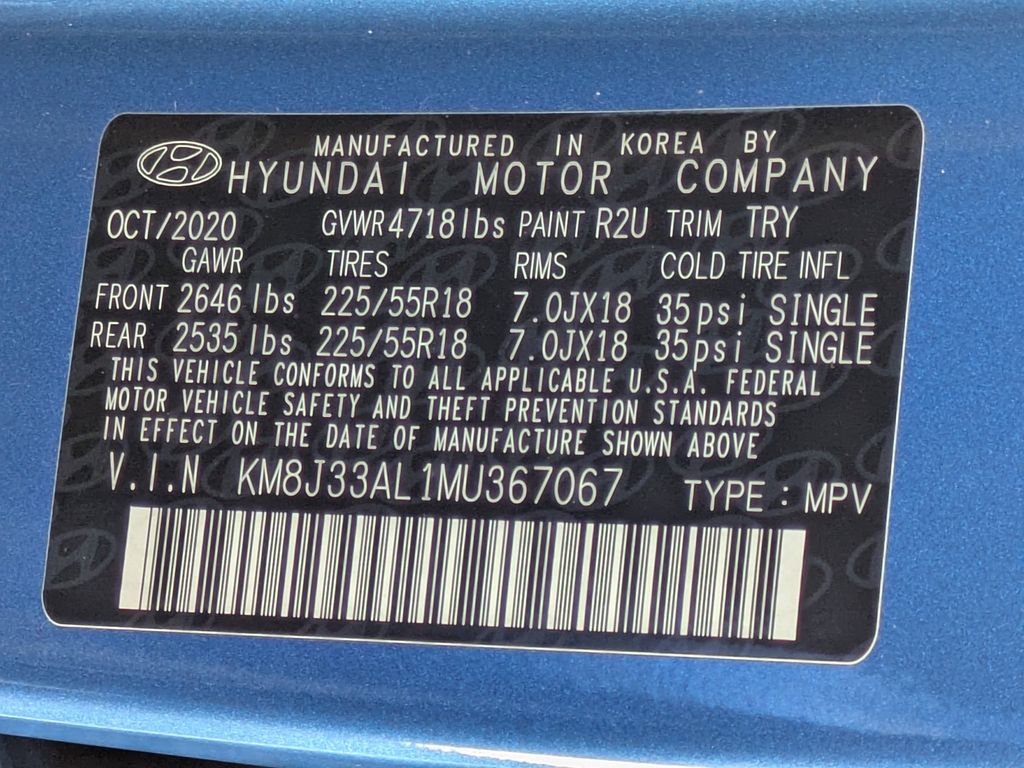 MANUFACTURED IN KOREA BY
HYUNDAI MOTOR COMPANY
OCT/2020 GVWR 4718 lbs PAINT R2U TRIM TRY
GAWR TIRES RIMS COLD TIRE INFL
FRONT 2646 lbs 225/55R18 7.0JX18 35psi SINGLE
REAR 2535 lbs 225/55R18 7.0JX18 35psi SINGLE
THIS VEHICLE CONFORMS TO ALL APPLICABLE U.S.A. FEDERAL
MOTOR VEHICLE SAFETY AND THEFT PREVENTION STANDARDS
IN EFFECT ON THE DATE OF MANUFACTURE SHOWN ABOVE
V.I.N KM8J33AL1MU367067 TYPE : MPV